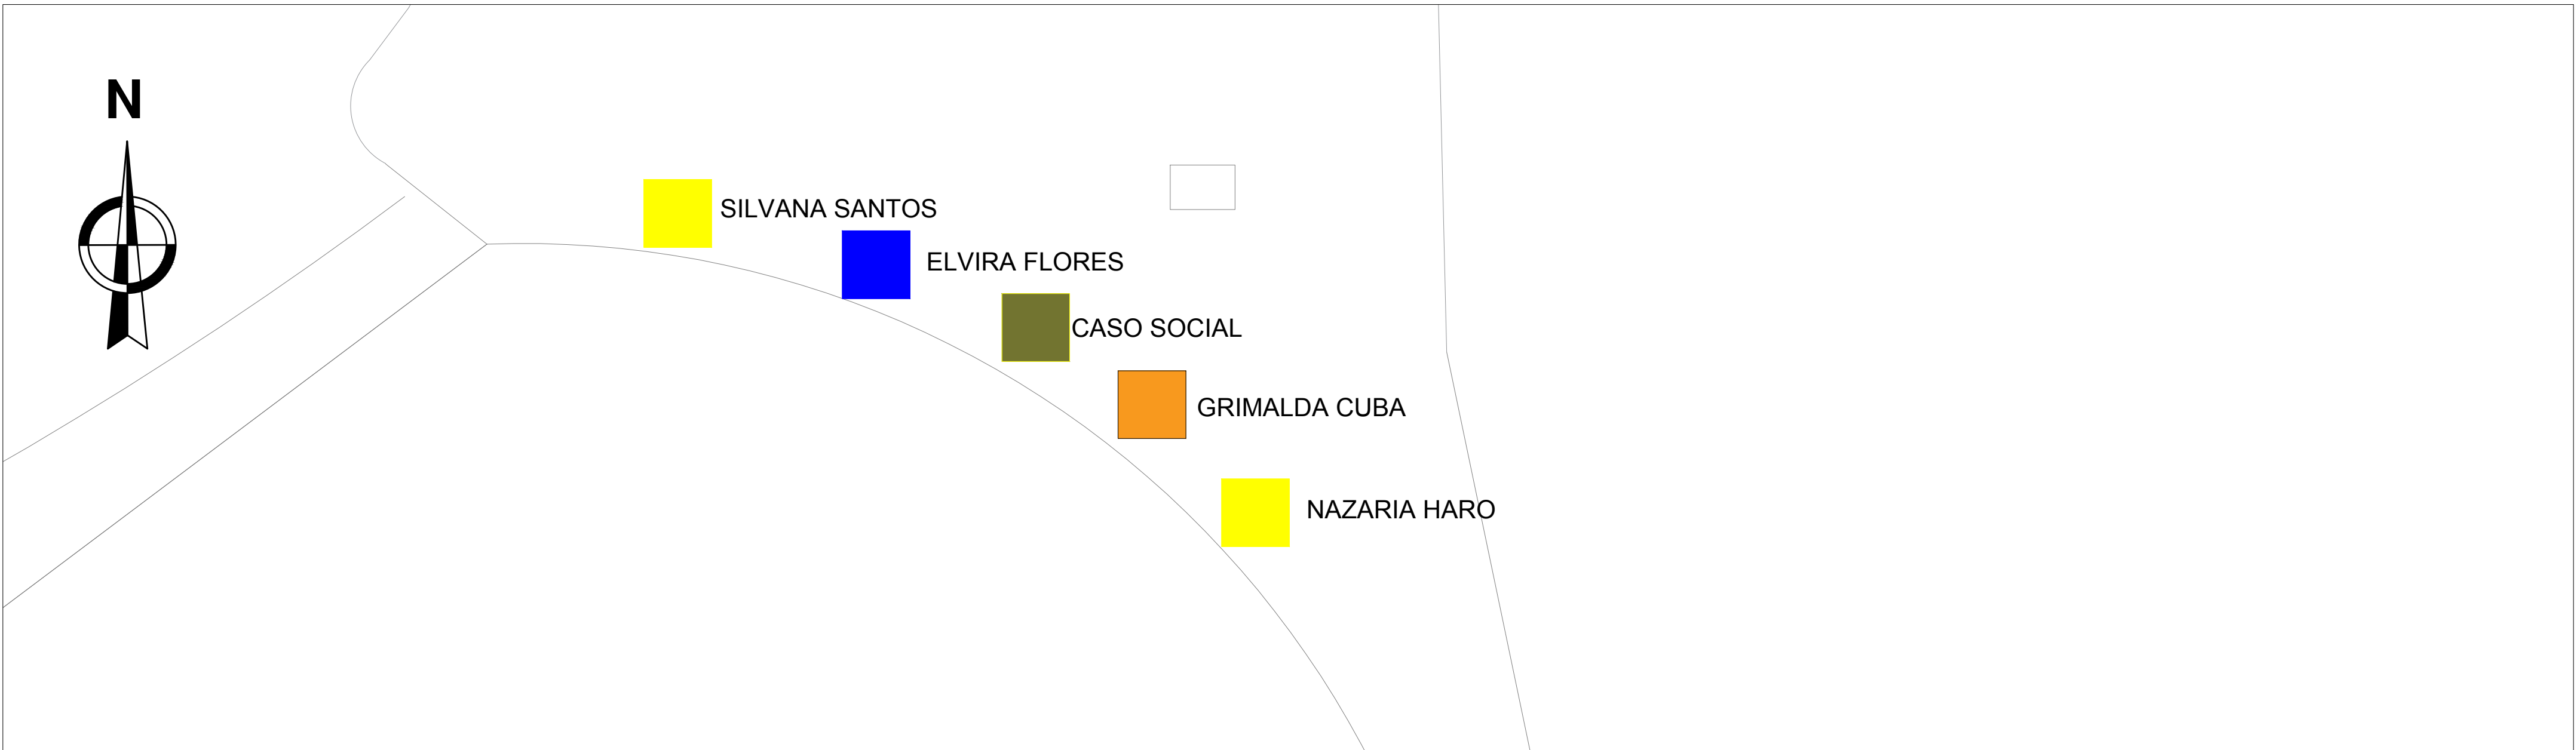 N
SILVANA SANTOS
ELVIRA FLORES
CASO SOCIAL
GRIMALDA CUBA
NAZARIA HARO